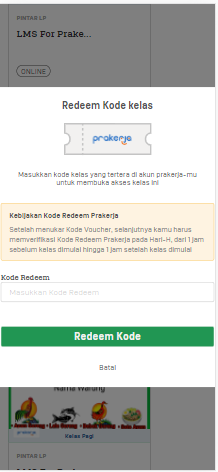 PINTAR LP
LMS For Prake...
ONLINE
Redeem Kode kelas
prakerja
Masukkan kode kelas yang tertera di akun prakerja-mu
untuk membuka akses kelas ini
Kebijakan Kode Redeem Prakerja
Setelah menukar Kode Voucher, selanjutnya kamu harus
memverifikasi Kode Redeem Prakerja pada Hari-H, dari 1 jam
sebelum kelas dimulai hingga 1 jam setelah kelas dimulai
Kode Redeem
Masukkan Kode Redeem
Redeem Kode
Batal
Nama Warung
prakerja
Kelas Pagi
PINTAR LP